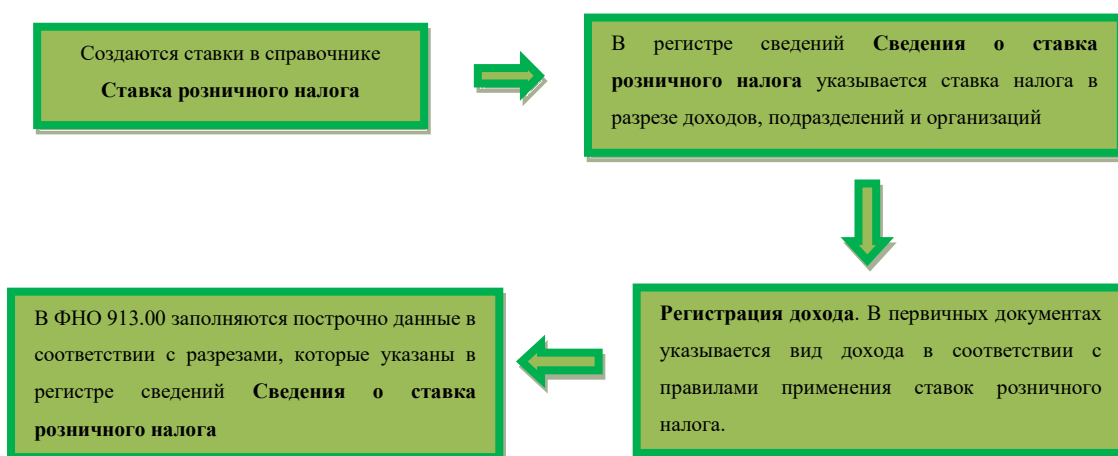 Создаются ставки в справочнике
Ставка розничного налога
В регистре сведений Сведения о ставка
розничного налога указывается ставка налога в
разрезе доходов, подразделений и организаций
Регистрация дохода. В первичных документах
указывается вид дохода в соответствии с
правилами применения ставок розничного
налога.
В ФНО 913.00 заполняются построчно данные в
соответствии с разрезами, которые указаны в
регистре сведений Сведения о ставка
розничного налога